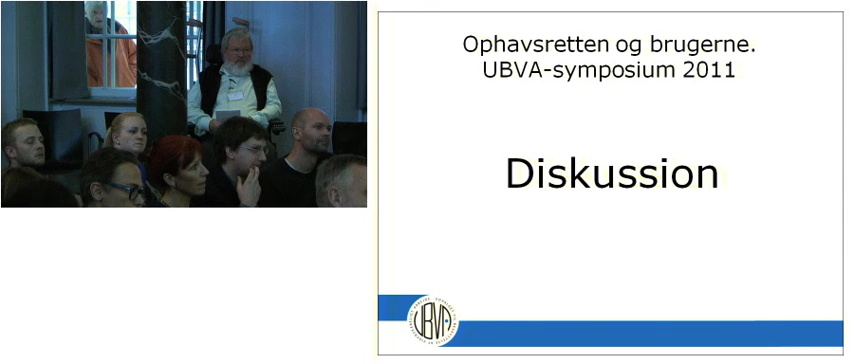 Ophavsretten og brugerne.
UBVA-symposium 2011
Diskussion
UBVA